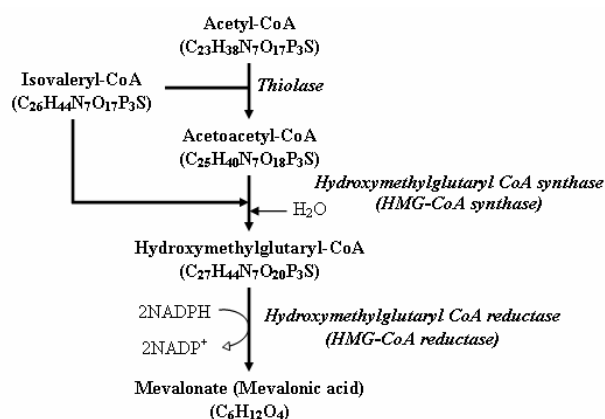 Acetyl-CoA
(C₂₃H₃₈N₇O₁₇P₃S)
Isovaleryl-CoA
(C₂₆H₄₄N₇O₁₇P₃S)
Thiolase
Acetoacetyl-CoA
(C₂₅H₄₀N₇O₁₈P₃S)
Hydroxymethylglutaryl CoA synthase
(HMG-CoA synthase)
H₂O
Hydroxymethylglutaryl-CoA
(C₂₇H₄₄N₇O₂₀P₃S)
2NADPH
Hydroxymethylglutaryl CoA reductase
(HMG-CoA reductase)
2NADP⁺
Mevalonate (Mevalonic acid)
(C₆H₁₂O₄)